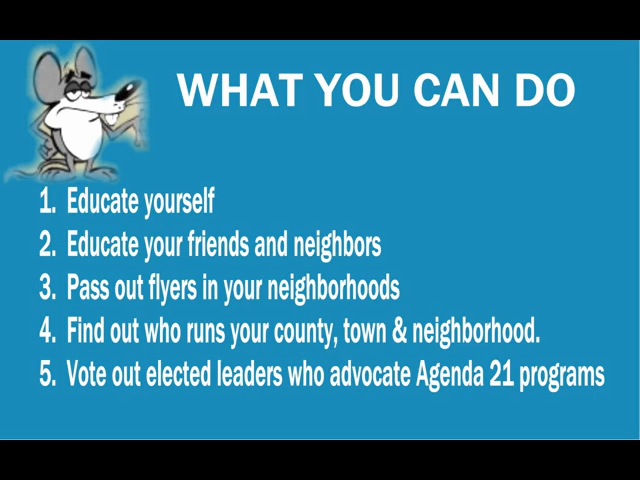 WHAT YOU CAN DO
1. Educate yourself
2. Educate your friends and neighbors
3. Pass out flyers in your neighborhoods
4. Find out who runs your county, town & neighborhood.
5. Vote out elected leaders who advocate Agenda 21 programs